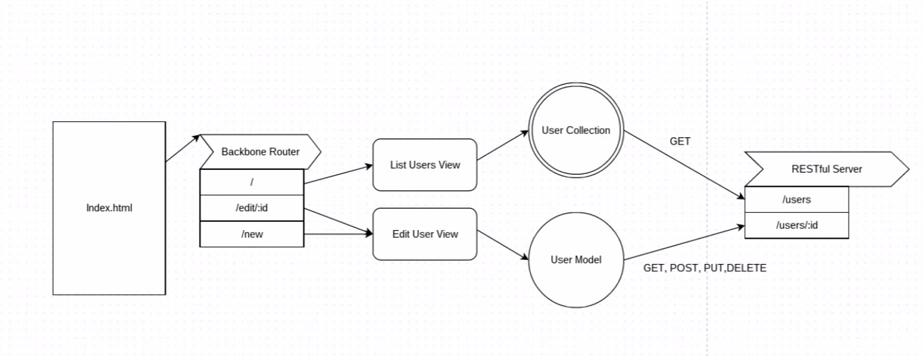 Index.html
Backbone Router
/
/edit/:id
/new
List Users View
Edit User View
User Collection
User Model
GET
GET, POST, PUT,DELETE
RESTful Server
/users
/users/:id